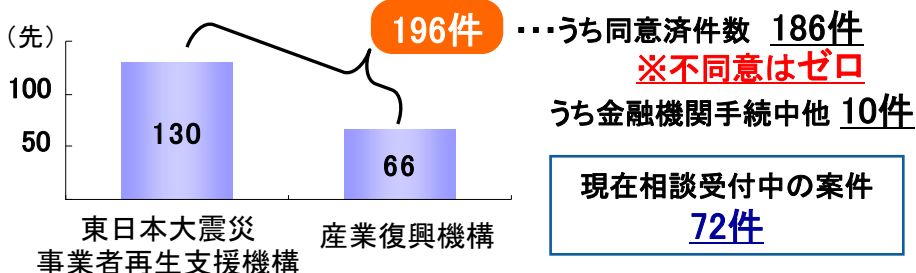 (先)
196件 ・・・うち同意済件数 186件
※不同意はゼロ
うち金融機関手続中他 10件
100
50
130
66
現在相談受付中の案件
72件
東日本大震災
事業者再生支援機構
産業復興機構